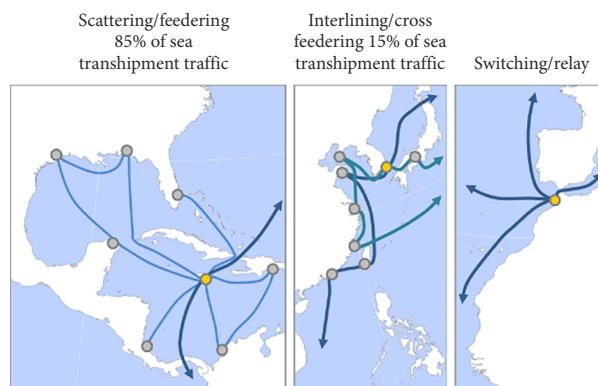 Scattering/feedering
85% of sea
transhipment traffic
Interlining/cross
feedering 15% of sea
transhipment traffic
Switching/relay